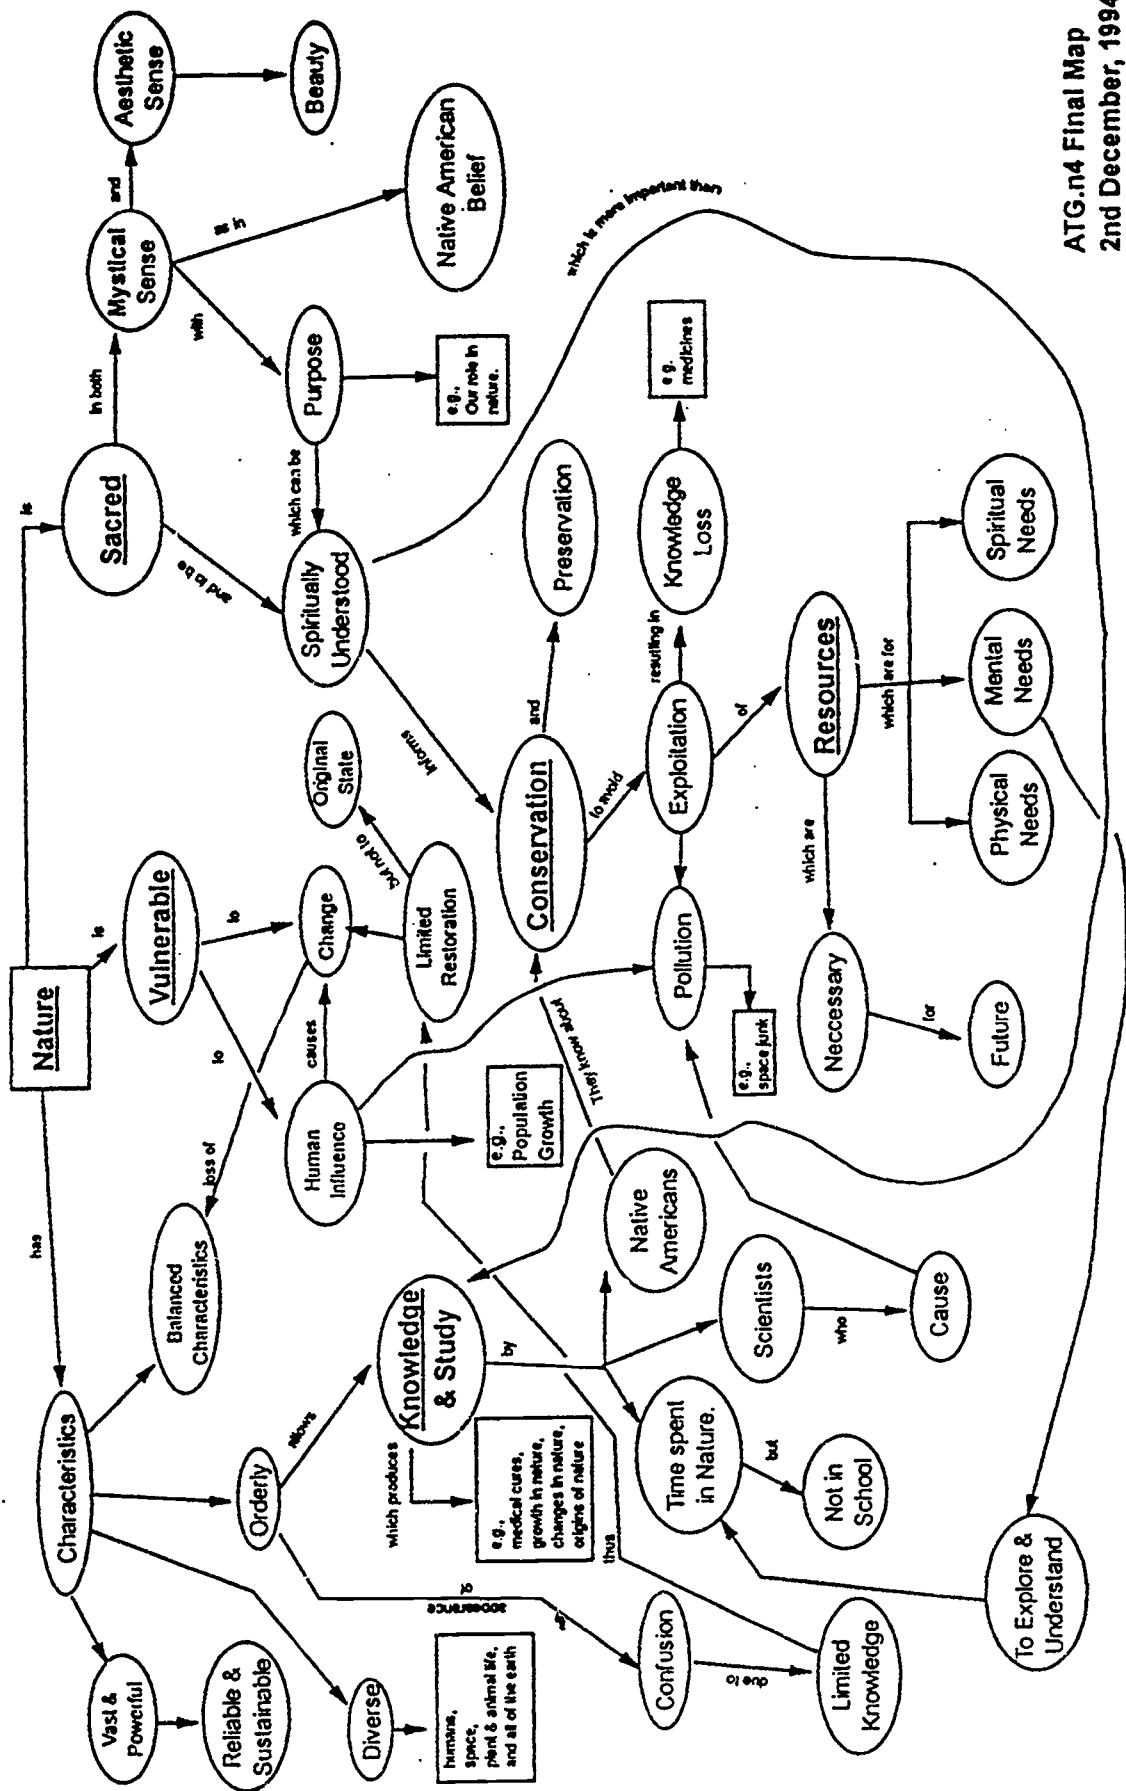 Nature
has
is
is
Characteristics
Vulnerable
Sacred
in both
Mystical
Sense
and
Aesthetic
Sense
Beauty
as in
Native American
Belief
with
Purpose
e.g.,
Our role in
nature.
which can be
and to be
Spiritually
Understood
which is more important than
informs
Vast &
Powerful
Reliable &
Sustainable
Diverse
humans,
space,
plant & animal life,
and all of the earth
Orderly
Balanced
Characteristics
loss of
to
to
Change
causes
Human
Influence
e.g.,
Population
Growth
Limited
Restoration
but not to
Original
State
allows
Knowledge
& Study
which produces
e.g.,
medical cures,
growth in nature,
changes in nature,
origins of nature
appearance
of
Confusion
due to
Limited
Knowledge
thus
by
Native
Americans
They know about
Scientists
who
Cause
Time spent
in Nature.
but
Not in
School
To Explore &
Understand
Conservation
and
Preservation
to avoid
Exploitation
resulting in
Knowledge
Loss
e.g.
medicines
Pollution
e.g.,
space junk
of
Resources
which are
Neccessary
for
Future
which are for
Physical
Needs
Mental
Needs
Spiritual
Needs
ATG.n4 Final Map
2nd December, 1994